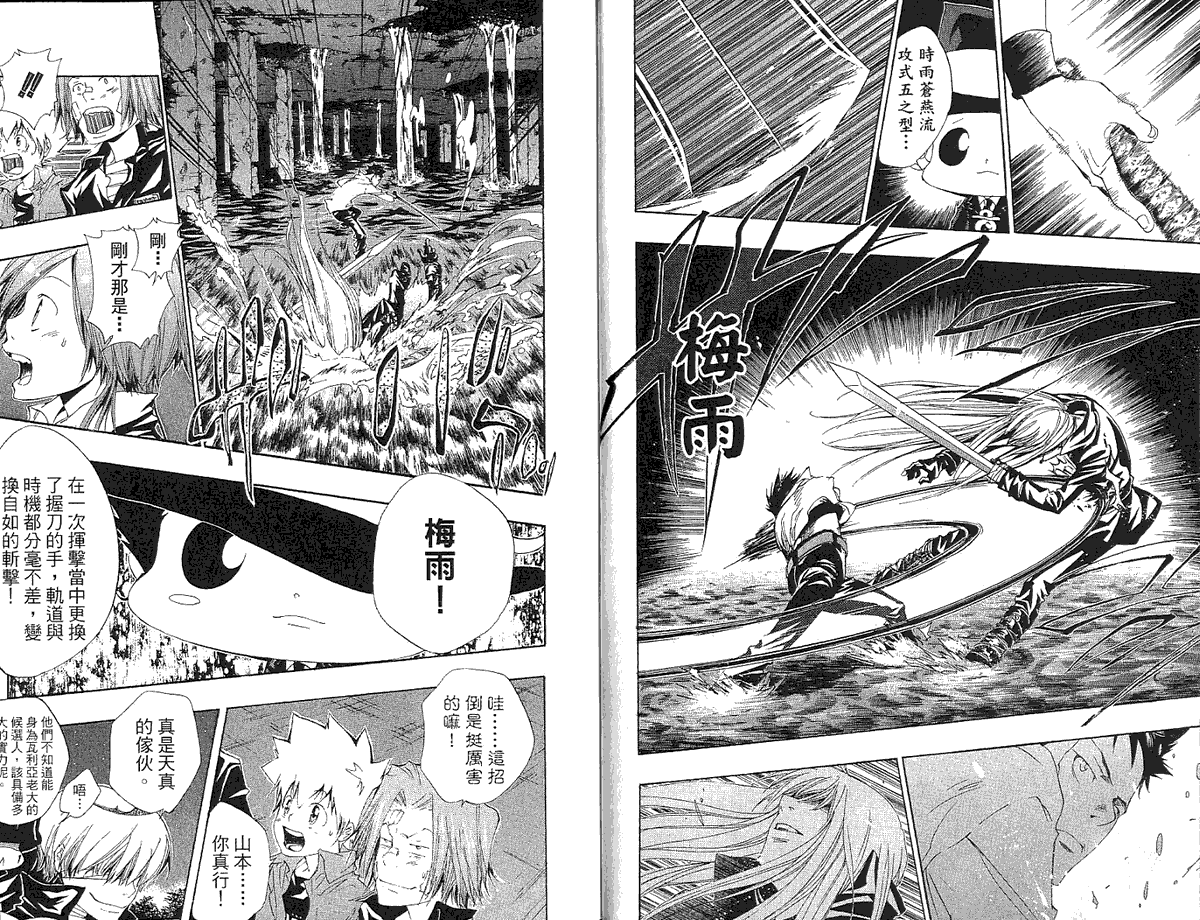 時雨蒼燕流
攻式五之型⋯
梅雨
剛⋯
剛才那是⋯
!!!
梅雨！
在一次揮擊當中更換
了握刀的手，軌道與
時機都分毫不差，變
換自如的斬擊！
哇⋯⋯這招
倒是挺厲害
的嘛！
山本⋯⋯
你真行！
真是天真
的傢伙。
唔⋯
他們不知道能
身為瓦利亞老大的
候選人，該具備多
大的實力呢。